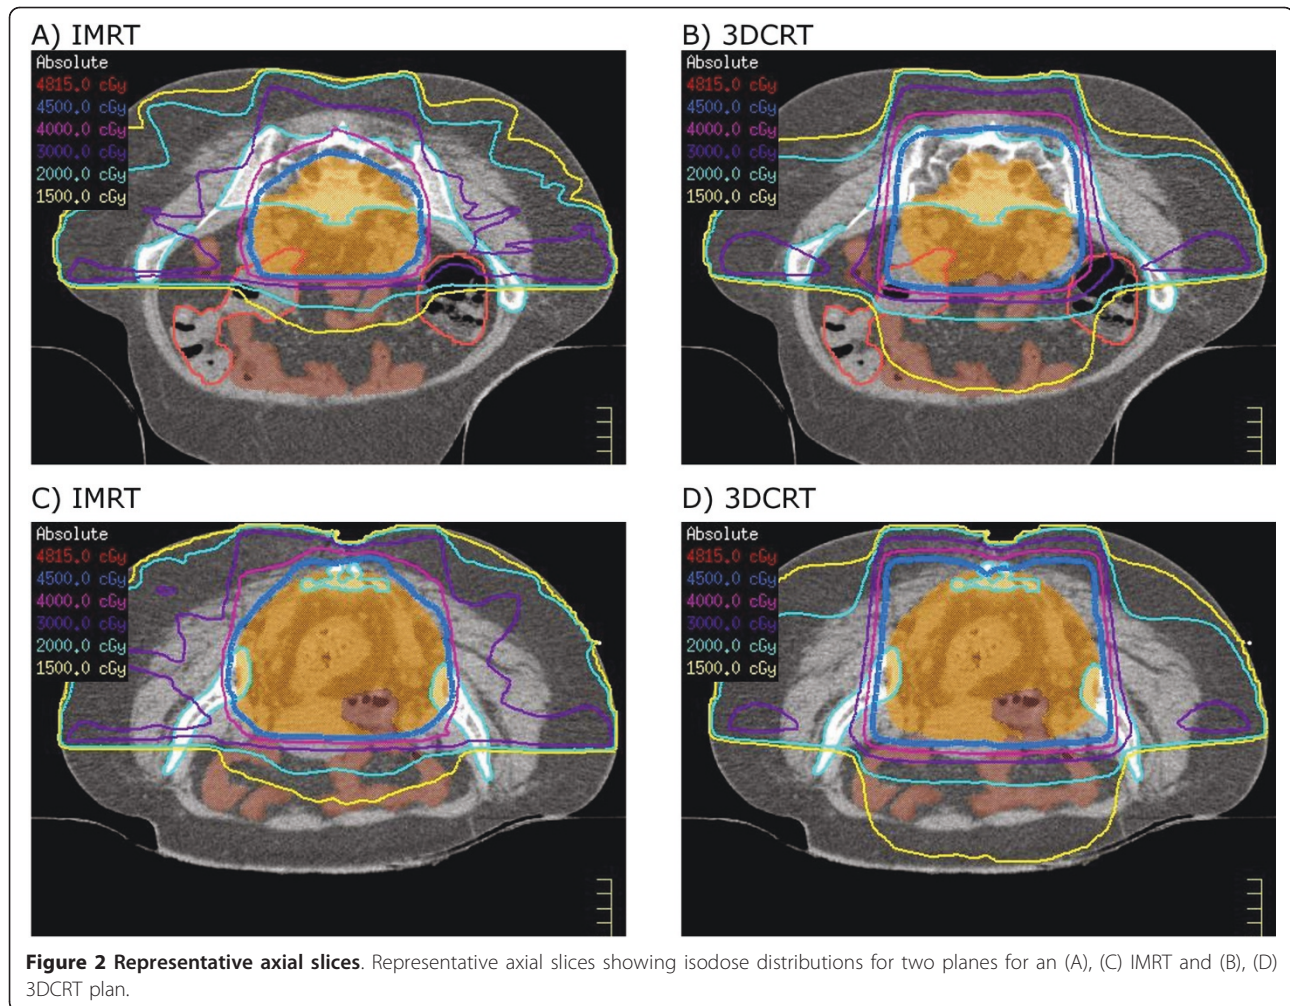 A) IMRT
B) 3DCRT
Absolute
4815.0 cGy
4500.0 cGy
4000.0 cGy
3000.0 cGy
2000.0 cGy
1500.0 cGy
Absolute
4815.0 cGy
4500.0 cGy
4000.0 cGy
3000.0 cGy
2000.0 cGy
1500.0 cGy
C) IMRT
D) 3DCRT
Absolute
4815.0 cGy
4500.0 cGy
4000.0 cGy
3000.0 cGy
2000.0 cGy
1500.0 cGy
Absolute
4815.0 cGy
4500.0 cGy
4000.0 cGy
3000.0 cGy
2000.0 cGy
1500.0 cGy
Figure 2 Representative axial slices. Representative axial slices showing isodose distributions for two planes for an (A), (C) IMRT and (B), (D)
3DCRT plan.